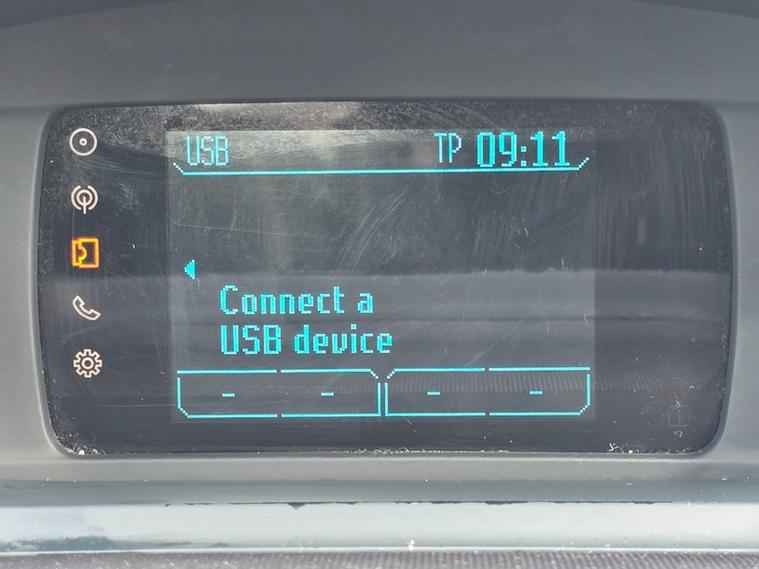 USB TP 09:11
Connect a
USB device
- - - -